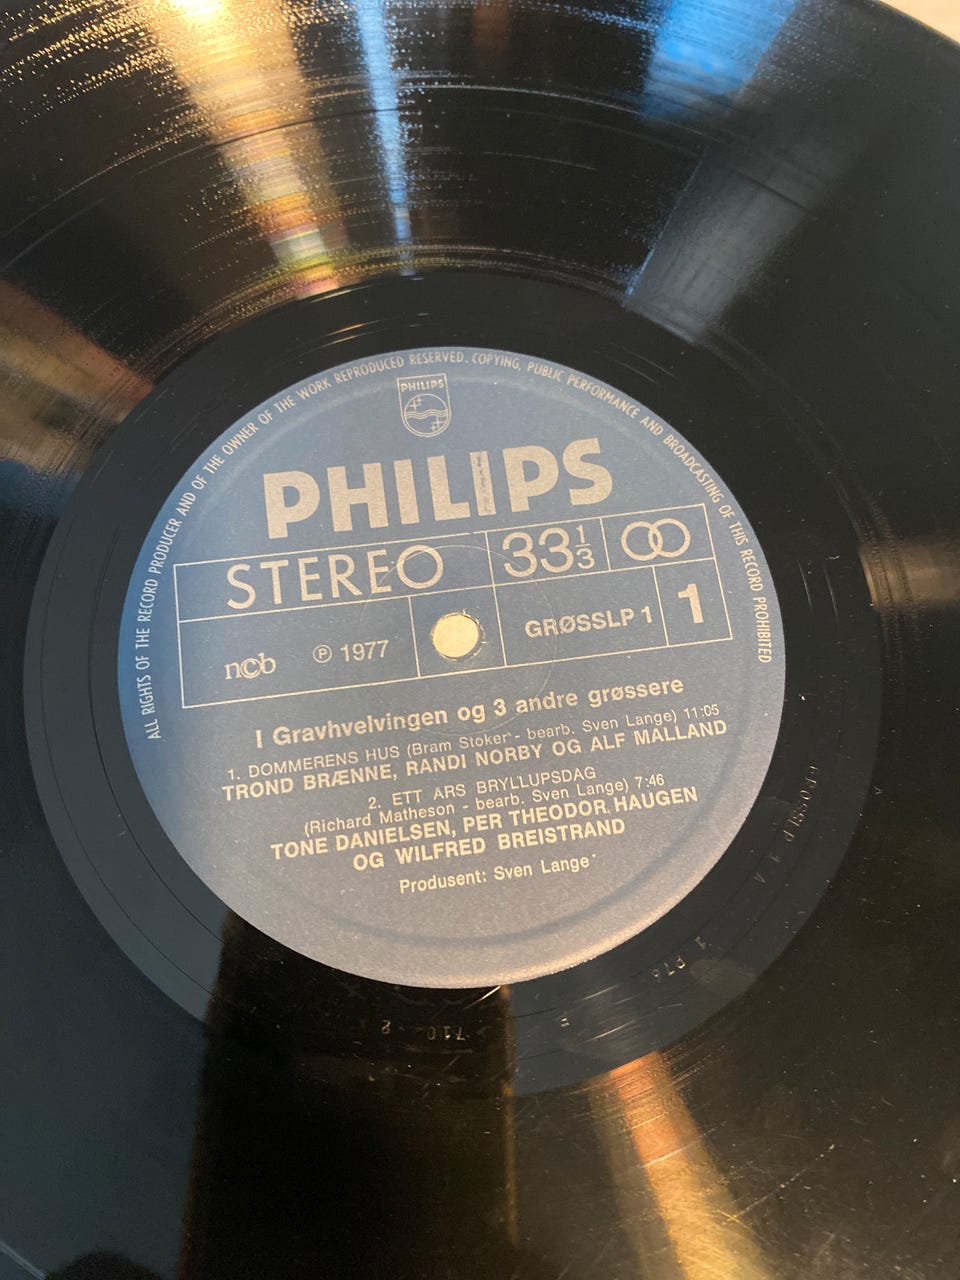 ALL RIGHTS OF THE RECORD PRODUCER AND OF THE OWNER OF THE WORK REPRODUCED RESERVED. COPYING, PUBLIC PERFORMANCE AND BROADCASTING OF THIS RECORD PROHIBITED
PHILIPS
PHILIPS
STEREO 33 1/3
ncb ℗ 1977 GRØSSLP 1 1
I Gravhvelvingen og 3 andre grøssere
1. DOMMERENS HUS (Bram Stoker - bearb. Sven Lange) 11:05
TROND BRÆNNE, RANDI NORBY OG ALF MALLAND
2. ETT ARS BRYLLUPSDAG
(Richard Matheson - bearb. Sven Lange) 7:46
TONE DANIELSEN, PER THEODOR HAUGEN
OG WILFRED BREISTRAND
Produsent: Sven Lange